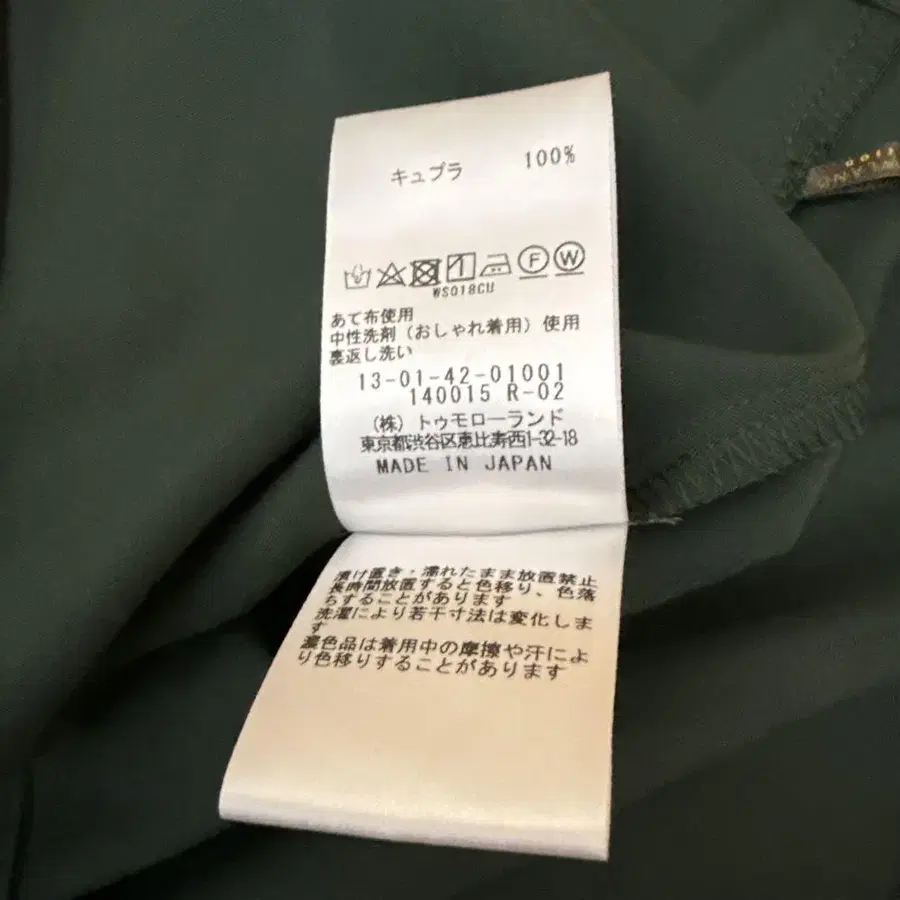 キュプラ 100%
F W
WS018CU
あて布使用
中性洗剤（おしゃれ着用）使用
裏返し洗い
13-01-42-01001
140015 R-02
（株）トゥモローランド
東京都渋谷区恵比寿西1-32-18
MADE IN JAPAN
漬け置き・濡れたまま放置禁止
長時間放置すると色移り、色落
ちすることがあります
洗濯により若干寸法は変化しま
す
濃色品は着用中の摩擦や汗によ
り色移りすることがあります